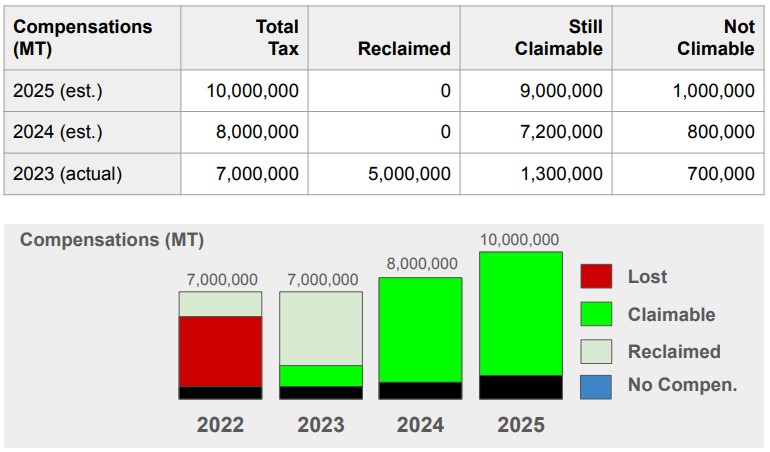 Compensations (MT) Total Tax Reclaimed Still Claimable Not Climable
2025 (est.) 10,000,000 0 9,000,000 1,000,000
2024 (est.) 8,000,000 0 7,200,000 800,000
2023 (actual) 7,000,000 5,000,000 1,300,000 700,000
Compensations (MT)
7,000,000 7,000,000 8,000,000 10,000,000
Lost
Claimable
Reclaimed
No Compen.
2022 2023 2024 2025